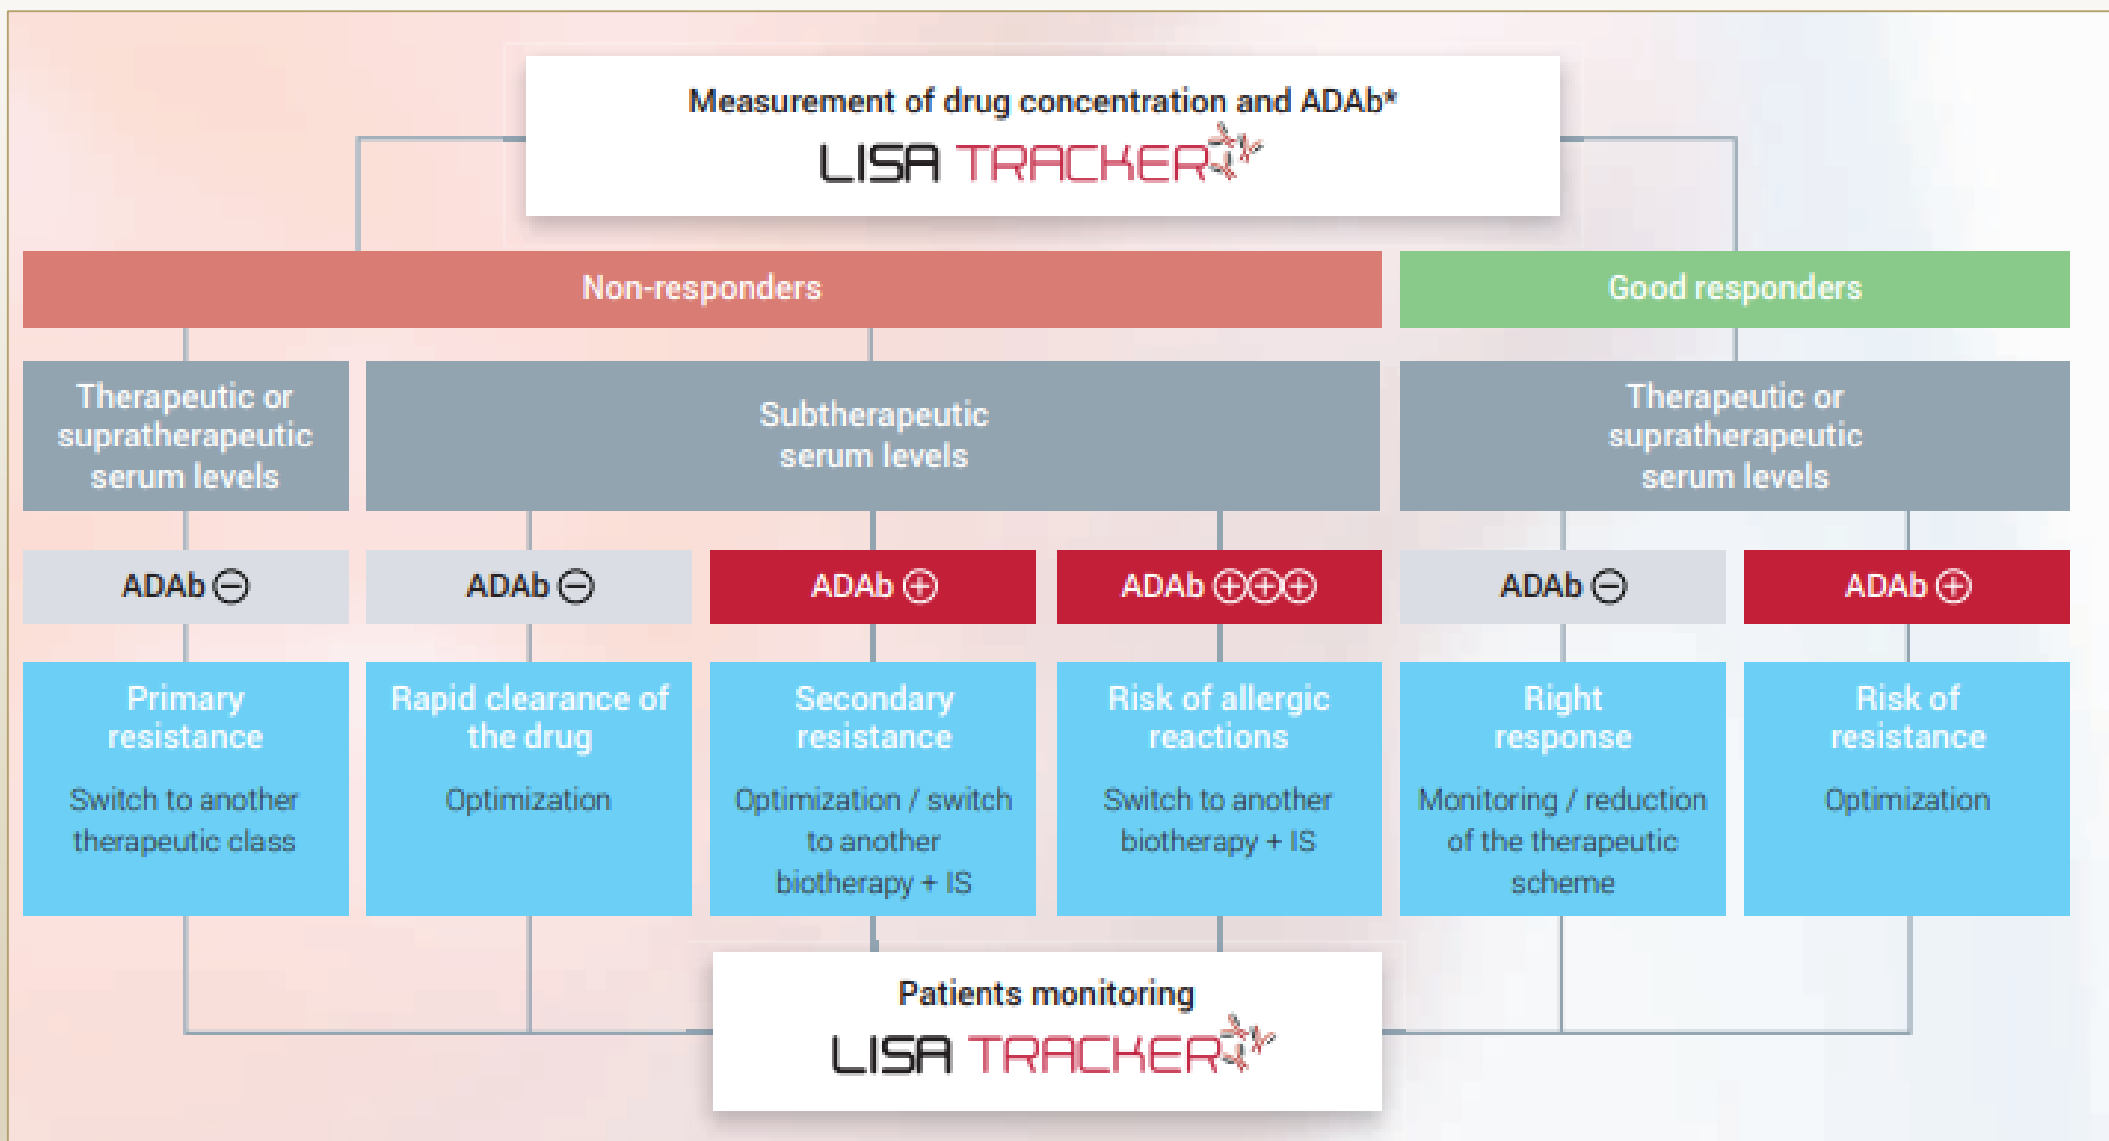 Measurement of drug concentration and ADAb*
LISA TRACKER
Non-responders
Good responders
Therapeutic or
supratherapeutic
serum levels
Subtherapeutic
serum levels
Therapeutic or
supratherapeutic
serum levels
ADAb ⊖
ADAb ⊖
ADAb ⊕
ADAb ⊕⊕⊕
ADAb ⊖
ADAb ⊕
Primary
resistance
Switch to another
therapeutic class
Rapid clearance of
the drug
Optimization
Secondary
resistance
Optimization / switch
to another
biotherapy + IS
Risk of allergic
reactions
Switch to another
biotherapy + IS
Right
response
Monitoring / reduction
of the therapeutic
scheme
Risk of
resistance
Optimization
Patients monitoring
LISA TRACKER